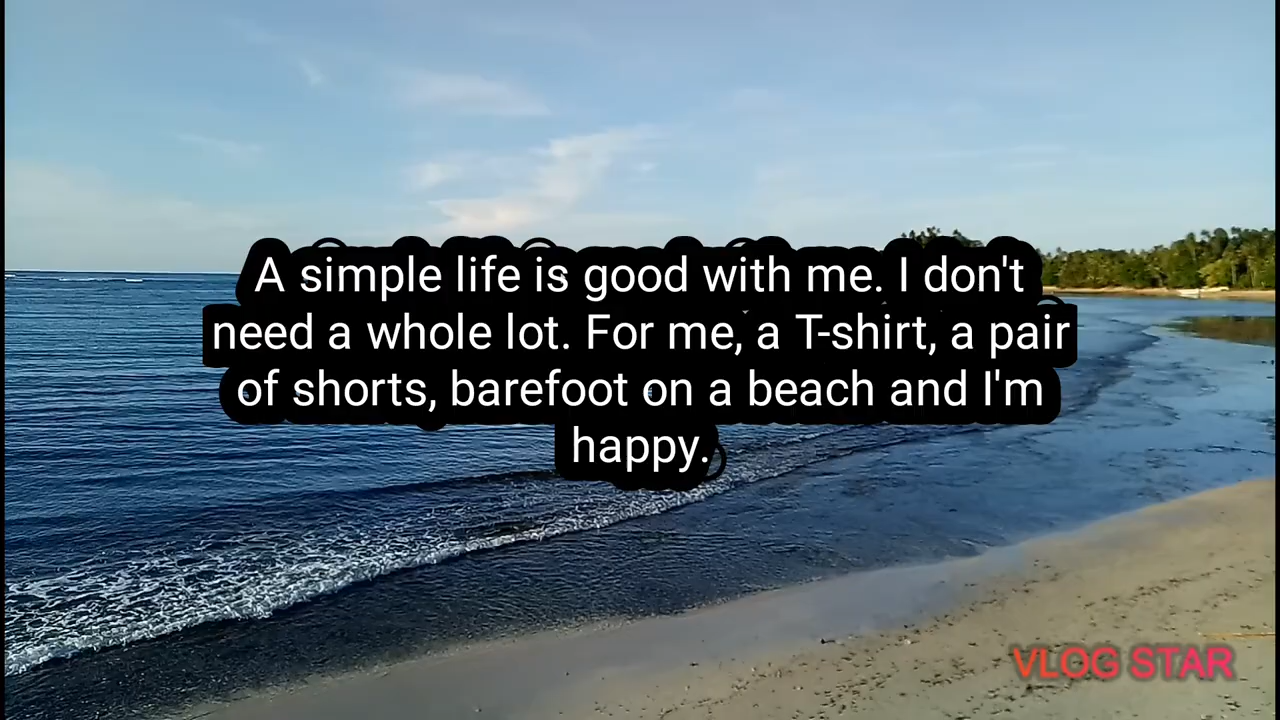 A simple life is good with me. I don't
need a whole lot. For me, a T-shirt, a pair
of shorts, barefoot on a beach and I'm
happy.
VLOG STAR